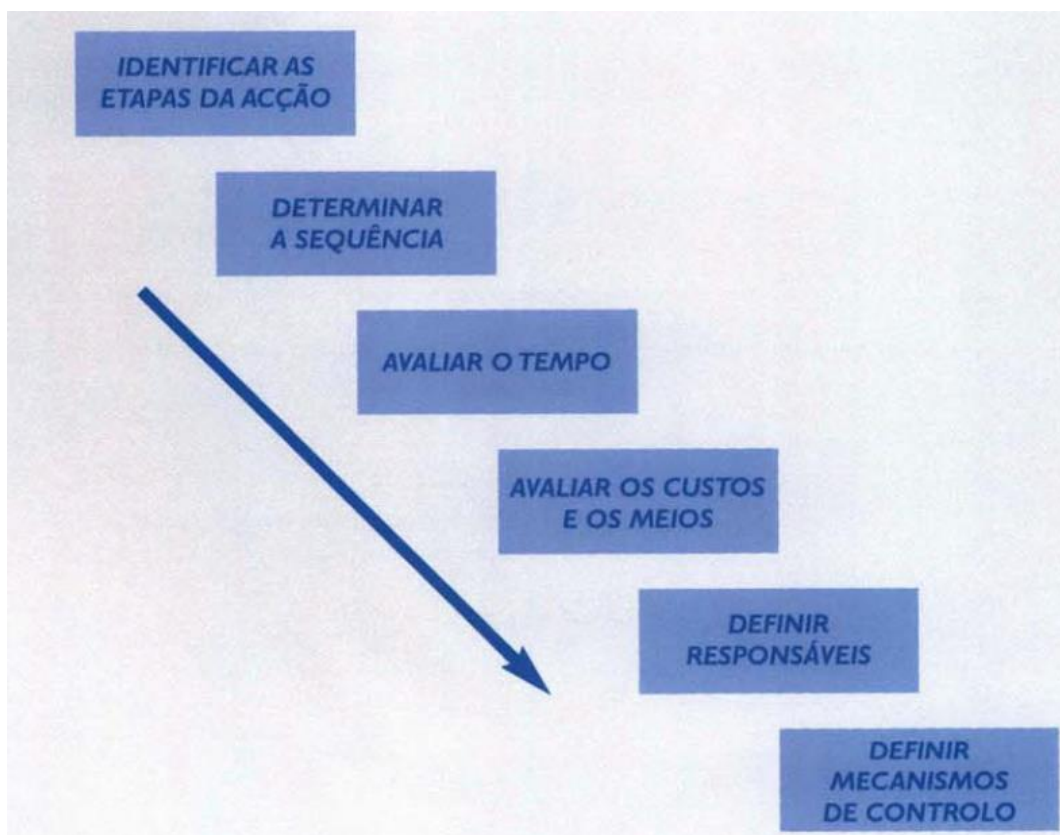 IDENTIFICAR AS
ETAPAS DA ACÇÃO
DETERMINAR
A SEQUÊNCIA
AVALIAR O TEMPO
AVALIAR OS CUSTOS
E OS MEIOS
DEFINIR
RESPONSÁVEIS
DEFINIR
MECANISMOS
DE CONTROLO